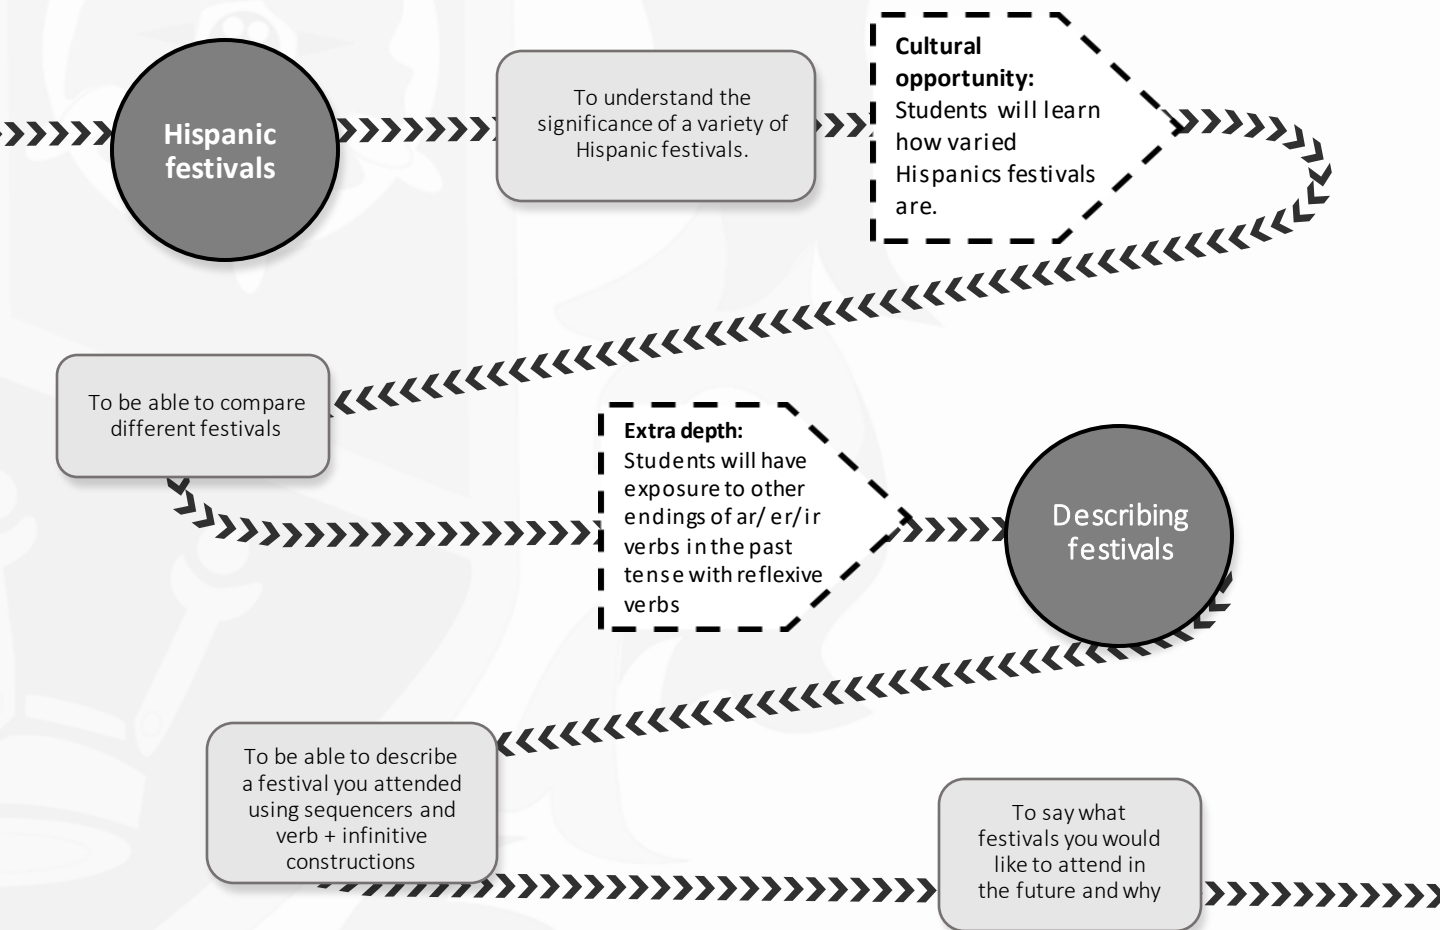 Hispanic
festivals
To understand the
significance of a variety of
Hispanic festivals.
Cultural
opportunity:
Students will learn
how varied
Hispanics festivals
are.
To be able to compare
different festivals
Extra depth:
Students will have
exposure to other
endings of ar/ er/ ir
verbs in the past
tense with reflexive
verbs
Describing
festivals
To be able to describe
a festival you attended
using sequencers and
verb + infinitive
constructions
To say what
festivals you would
like to attend in
the future and why